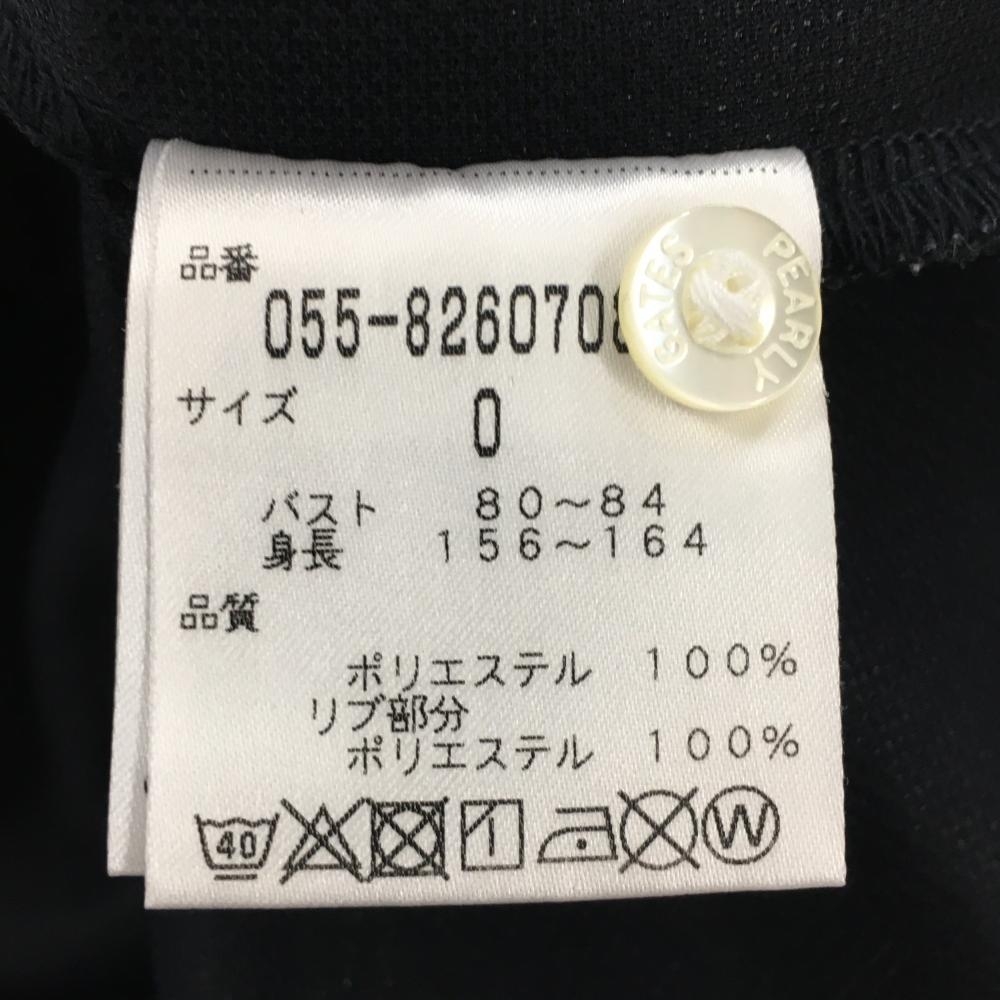 品番
055-826070
サイズ 0
バスト 80～84
身長 156～164
品質
ポリエステル 100%
リブ部分
ポリエステル 100%
40
W
PEARLY GATES